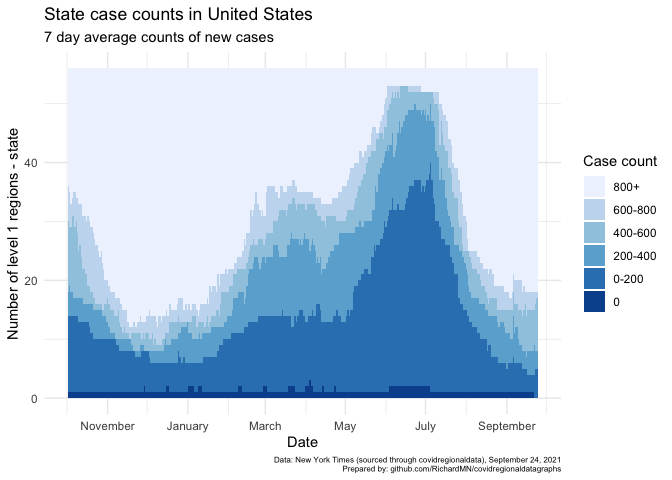 State case counts in United States
7 day average counts of new cases
Number of level 1 regions - state
40
20
0
November
January
March
May
July
September
Date
Case count
800+
600-800
400-600
200-400
0-200
0
Data: New York Times (sourced through covidregionaldata), September 24, 2021
Prepared by: github.com/RichardMN/covidregionaldatagraphs